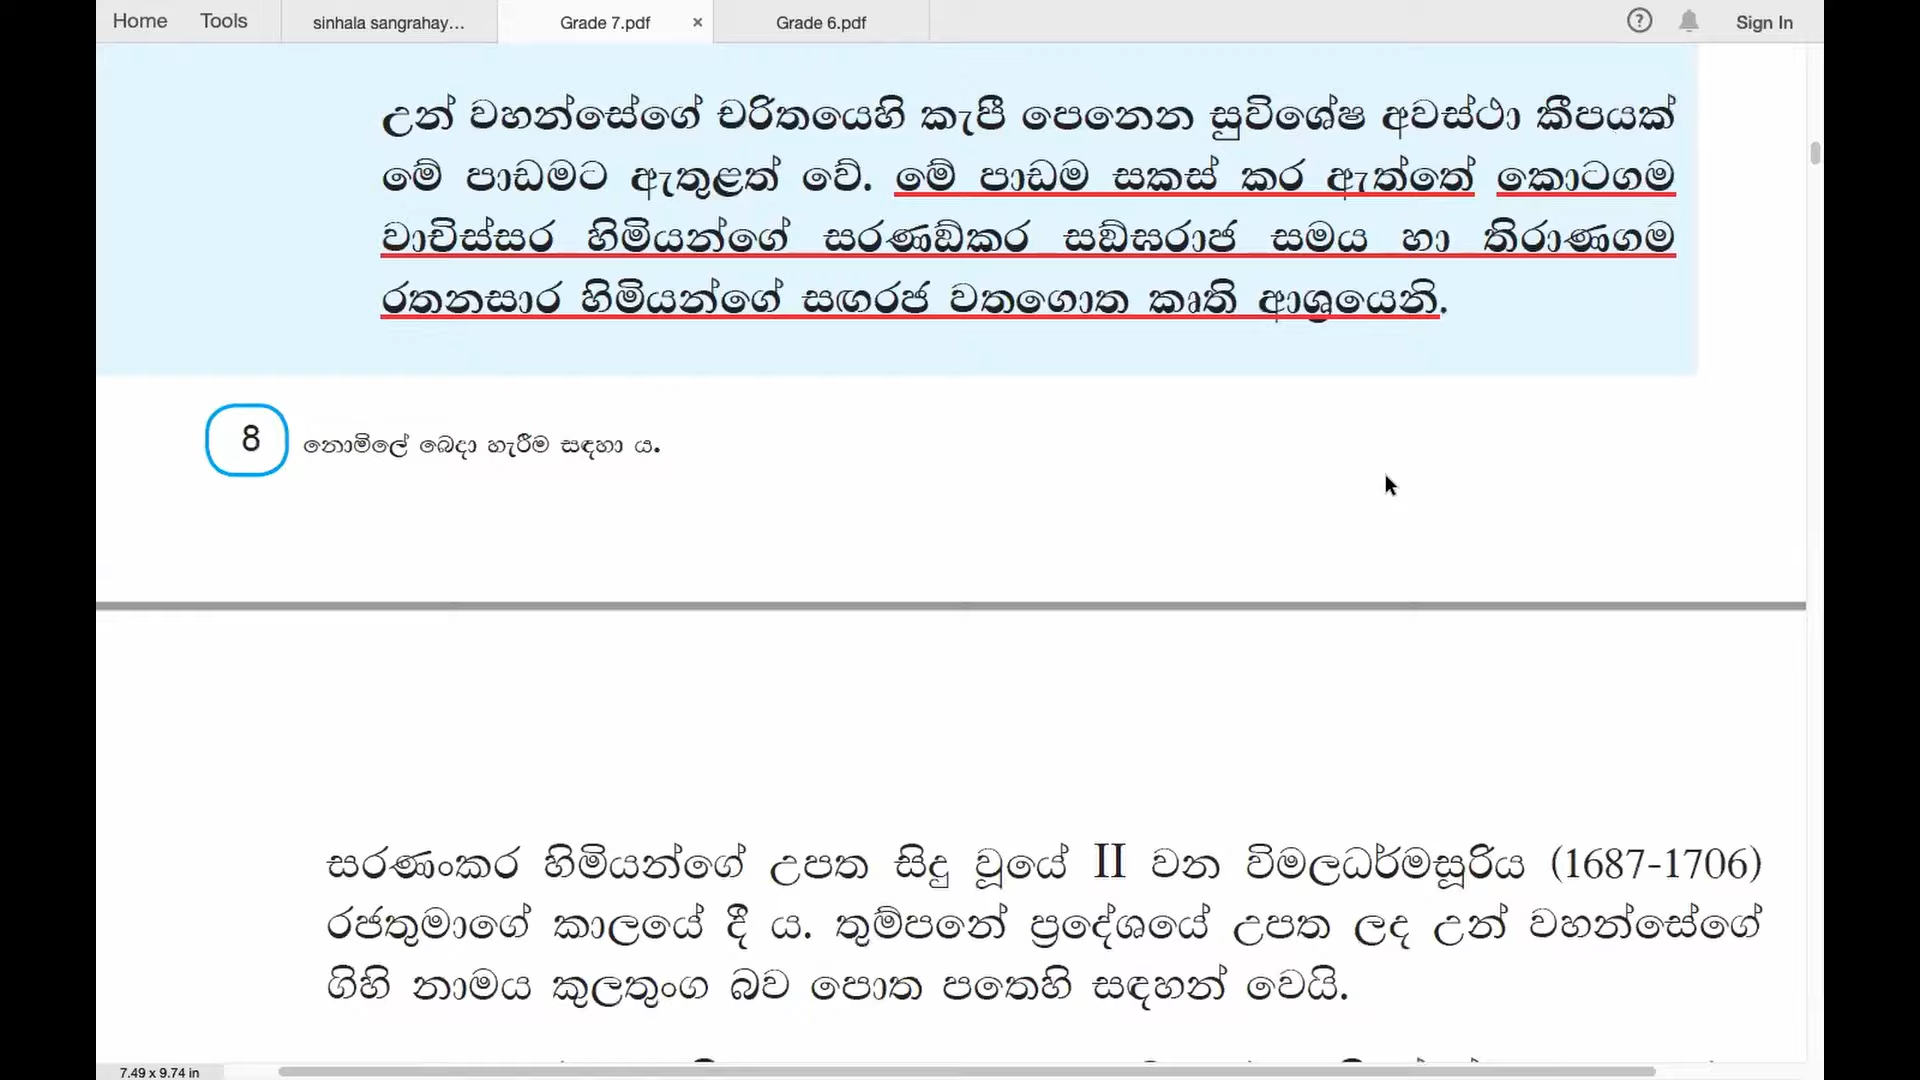 Home Tools sinhala sangrahay... Grade 7.pdf × Grade 6.pdf ? Sign In
උන් වහන්සේගේ චරිතයෙහි කැපී පෙනෙන සුවිශේෂ අවස්ථා කීපයක්
මේ පාඩමට ඇතුළත් වේ. මේ පාඩම සකස් කර ඇත්තේ කොටගම
වාචිස්සර හිමියන්ගේ සරණඞ්කර සඞ්ඝරාජ සමය හා තිරාණගම
රතනසාර හිමියන්ගේ සඟරජ වතගොත කෘති ආශ්‍රයෙනි.
8 නොමිලේ බෙදා හැරීම සඳහා ය.
සරණංකර හිමියන්ගේ උපත සිදු වූයේ II වන විමලධර්මසූරිය (1687-1706)
රජතුමාගේ කාලයේ දී ය. තුම්පනේ ප්‍රදේශයේ උපත ලද උන් වහන්සේගේ
ගිහි නාමය කුලතුංග බව පොත පතෙහි සඳහන් වෙයි.
7.49 x 9.74 in